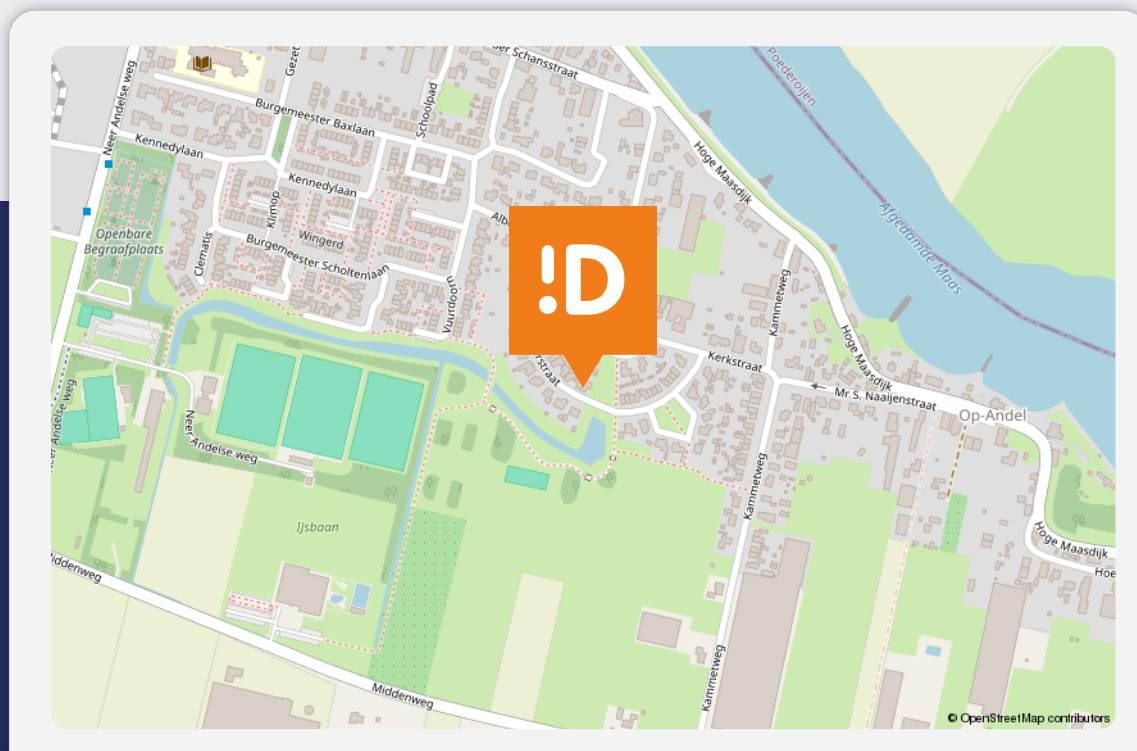 der Schansstraat
Poederoijen
Neer Andelse weg
Schoolpad
Burgemeester Baxlaan
Kennedylaan
Hoge Maasdijk
Kennedylaan
Klimop
Wingerd
Afgedamde Maas
Openbare
Begraafplaats
Clematis
Burgemeester Scholtenlaan
!D
Vuurdoorn
Kammetweg
Hoge Maasdijk
Kerkstraat
Mr S. Naaijenstraat
Op-Andel
Neer Andelse weg
Neer Andelse weg
Kammetweg
IJsbaan
Hoge Maasdijk
Middenweg
Kammetweg
Middenweg
© OpenStreetMap contributors